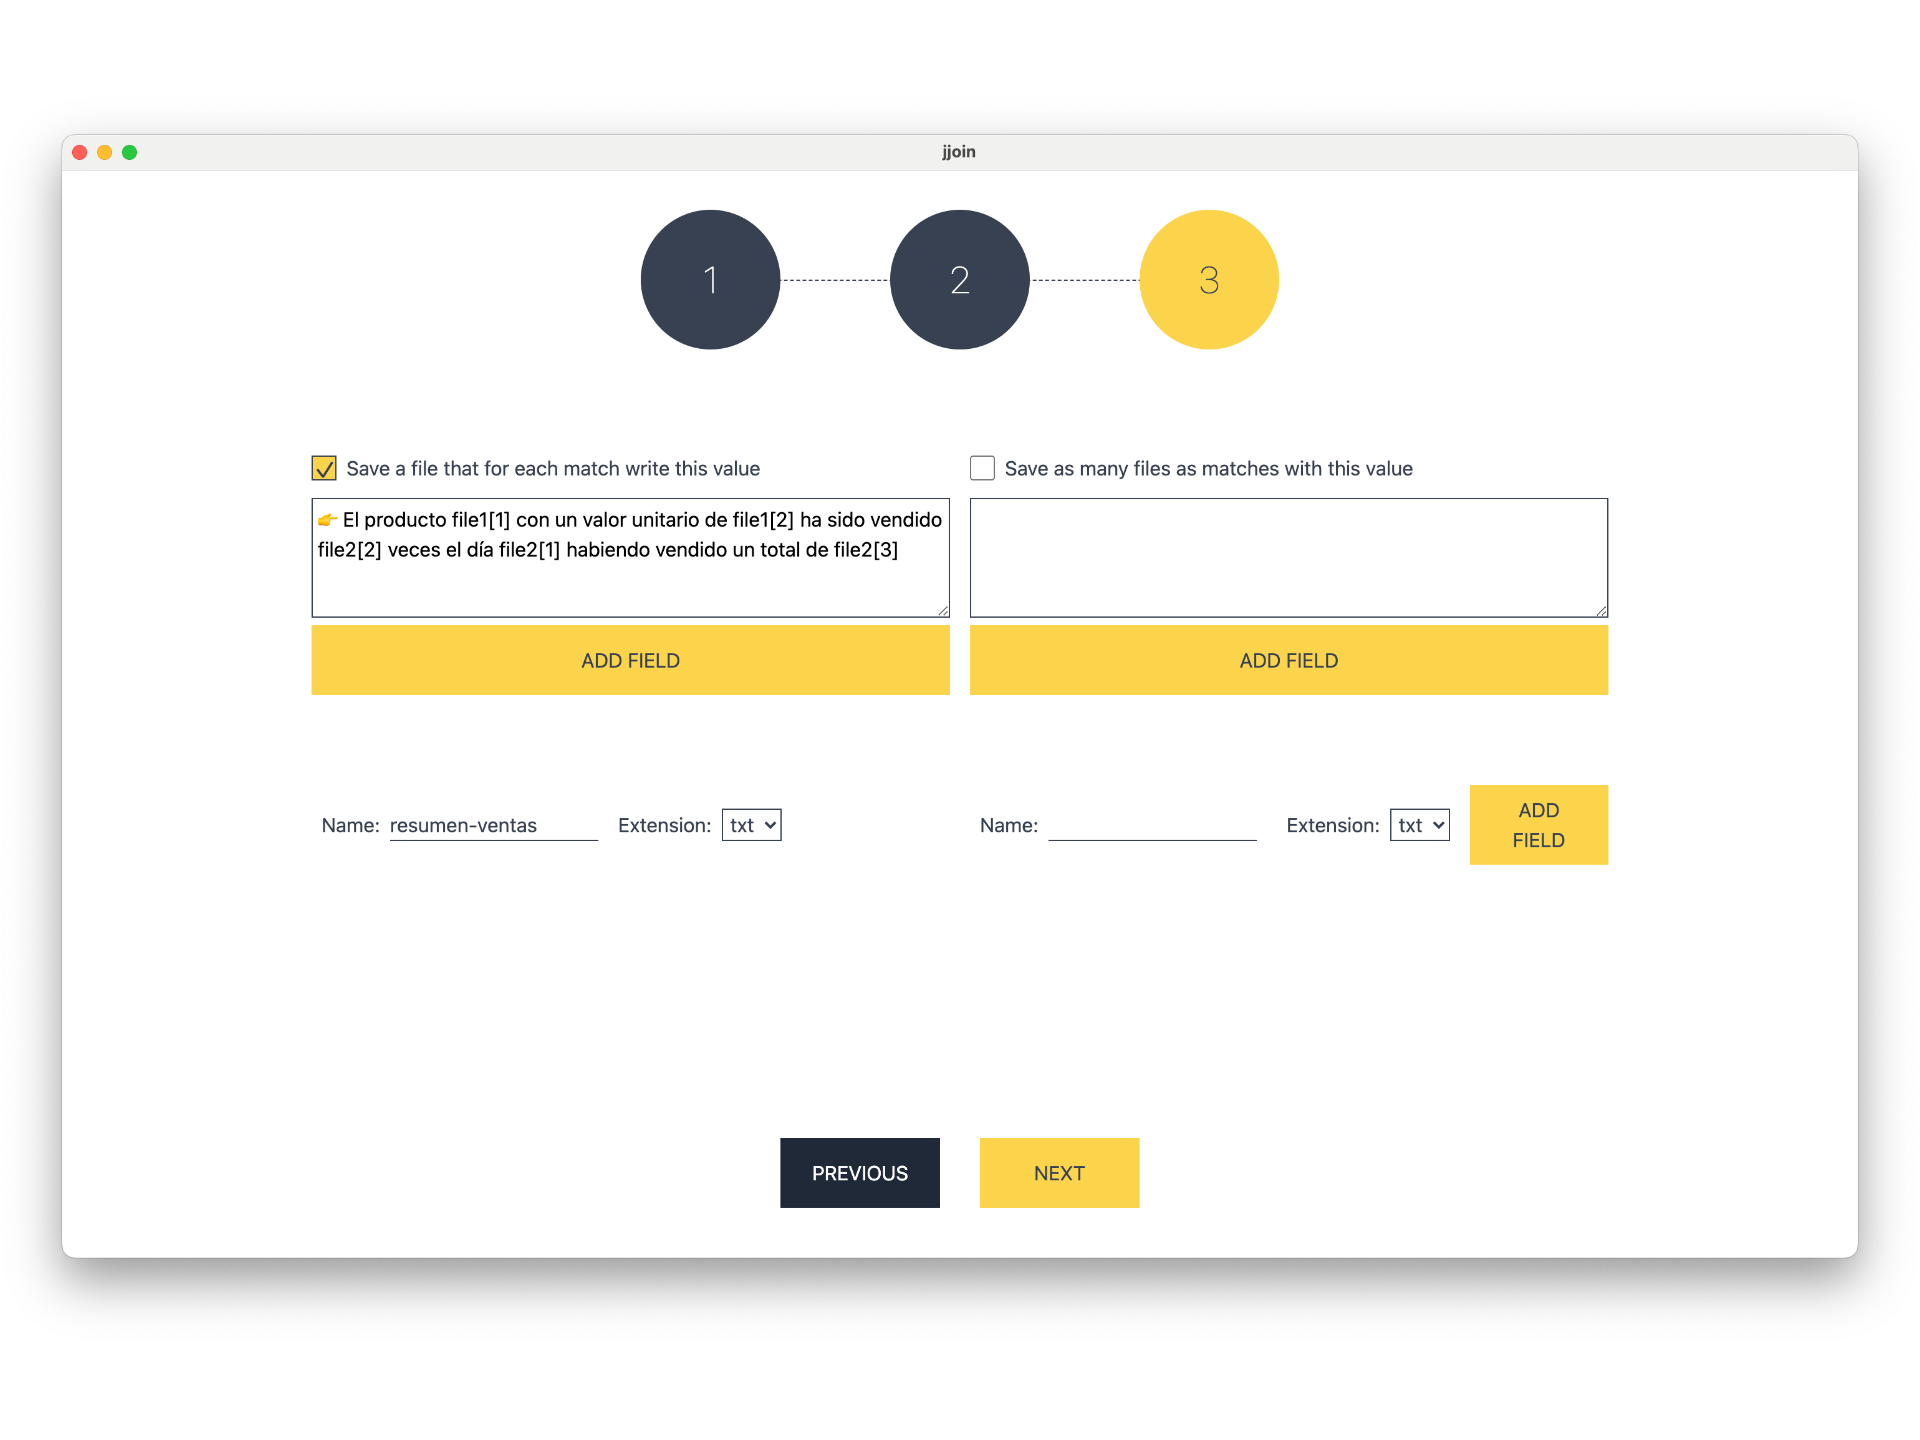 jjoin
1
2
3
Save a file that for each match write this value
👉 El producto file1[1] con un valor unitario de file1[2] ha sido vendido
file2[2] veces el día file2[1] habiendo vendido un total de file2[3]
ADD FIELD
Save as many files as matches with this value
ADD FIELD
Name: resumen-ventas Extension: txt
Name: Extension: txt
ADD
FIELD
PREVIOUS
NEXT